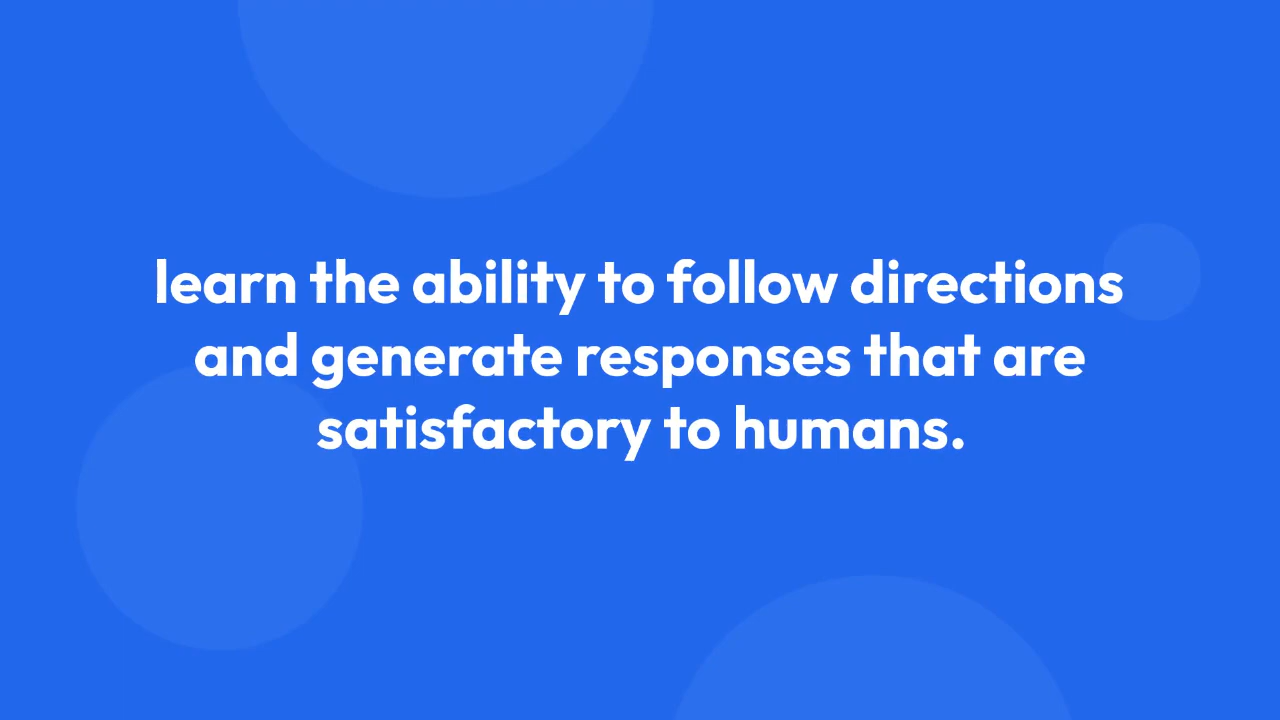 learn the ability to follow directions
and generate responses that are
satisfactory to humans.